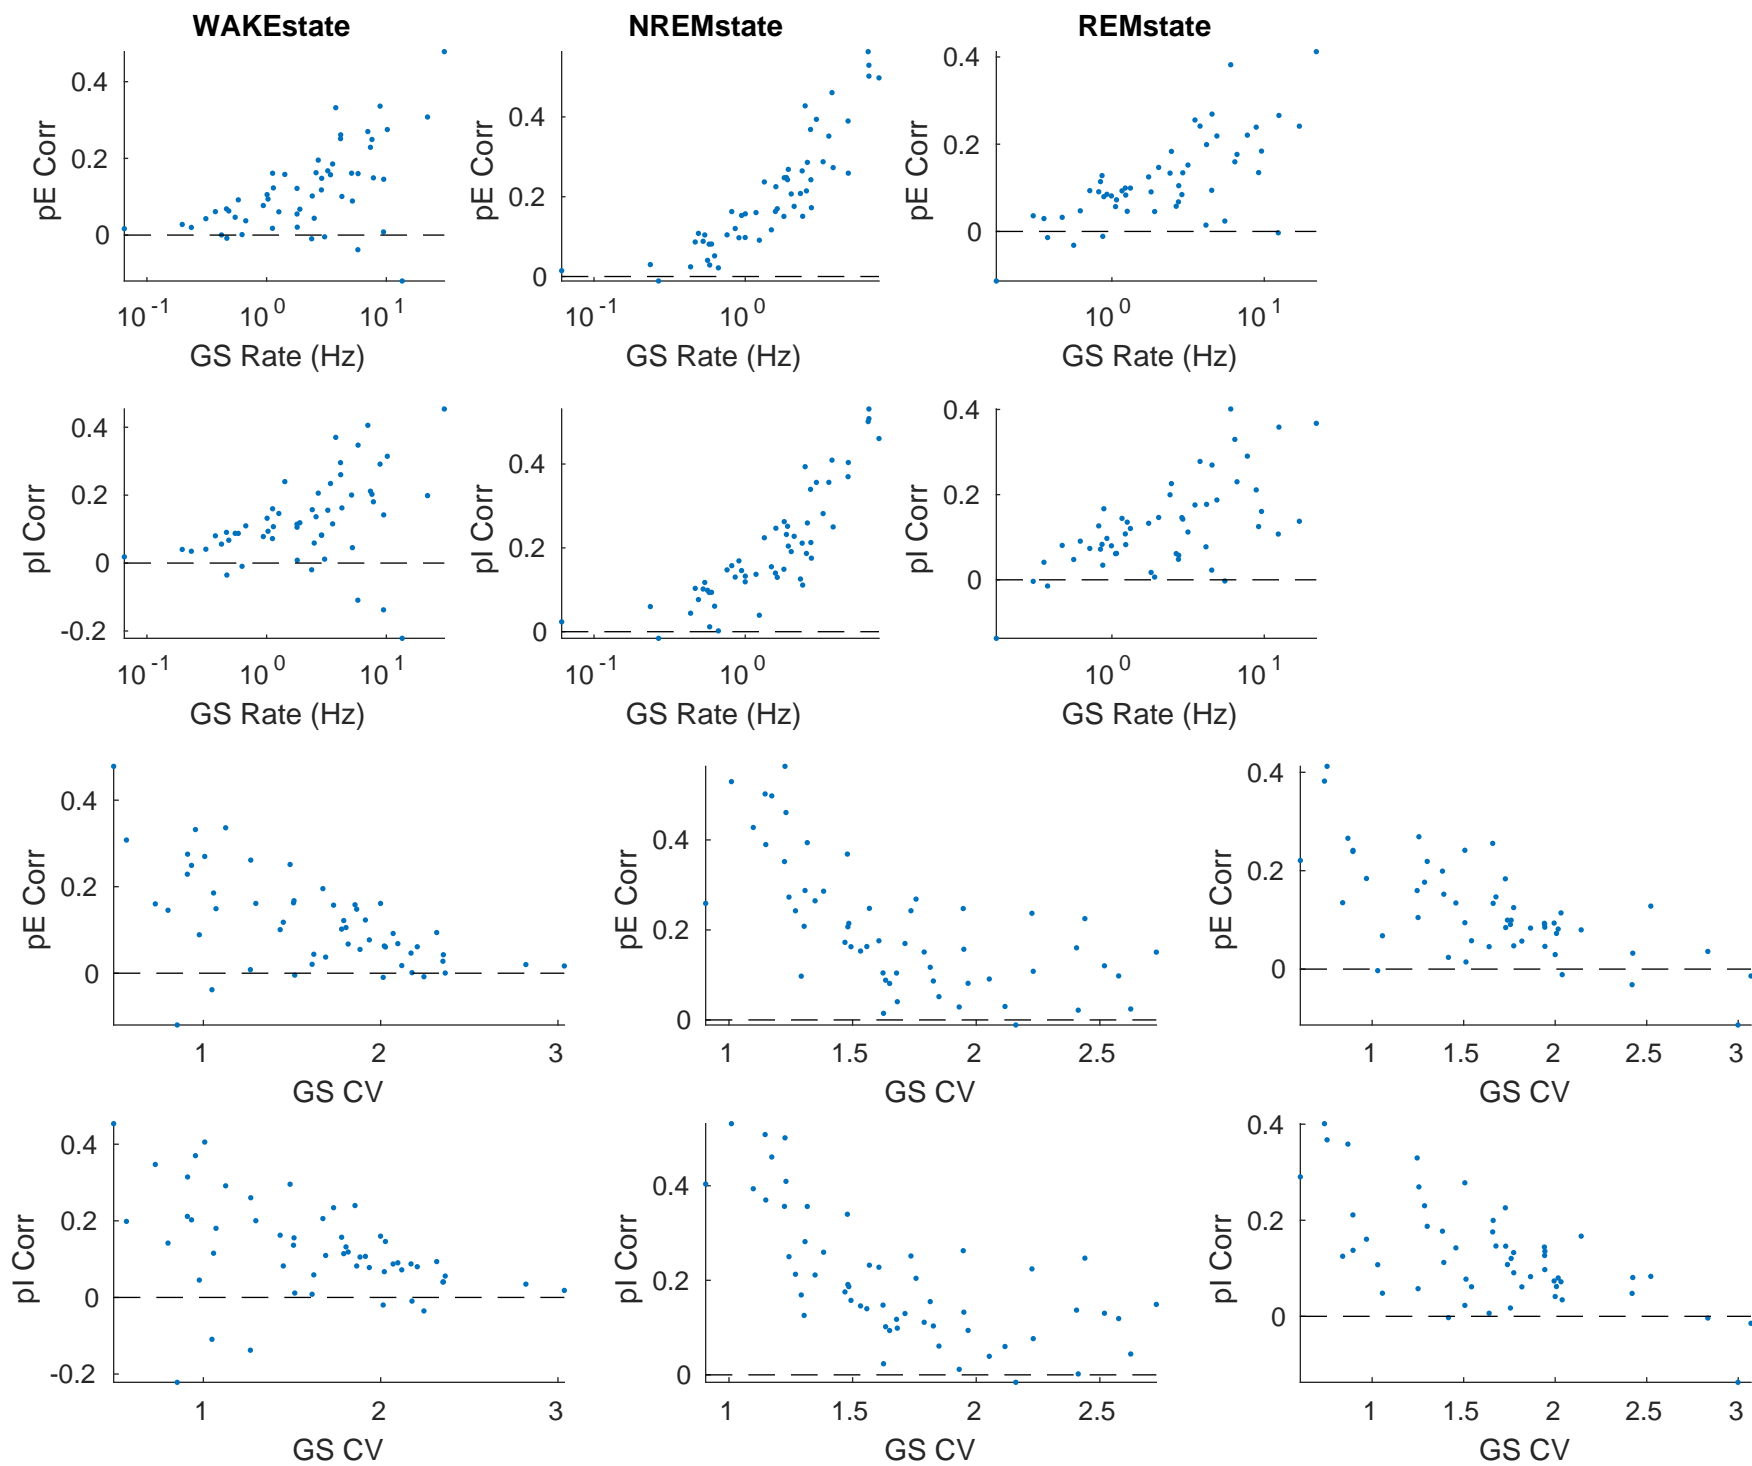 WAKEstate NREMstate REMstate
pE Corr 0.4 0.2 0 10^-1 10^0 10^1 GS Rate (Hz)
pE Corr 0.4 0.2 0 10^-1 10^0 GS Rate (Hz)
pE Corr 0.4 0.2 0 10^0 10^1 GS Rate (Hz)
pI Corr 0.4 0.2 0 -0.2 10^-1 10^0 10^1 GS Rate (Hz)
pI Corr 0.4 0.2 0 10^-1 10^0 GS Rate (Hz)
pI Corr 0.4 0.2 0 10^0 10^1 GS Rate (Hz)
pE Corr 0.4 0.2 0 1 2 3 GS CV
pE Corr 0.4 0.2 0 1 1.5 2 2.5 GS CV
pE Corr 0.4 0.2 0 1 1.5 2 2.5 3 GS CV
pI Corr 0.4 0.2 0 -0.2 1 2 3 GS CV
pI Corr 0.4 0.2 0 1 1.5 2 2.5 GS CV
pI Corr 0.4 0.2 0 1 1.5 2 2.5 3 GS CV